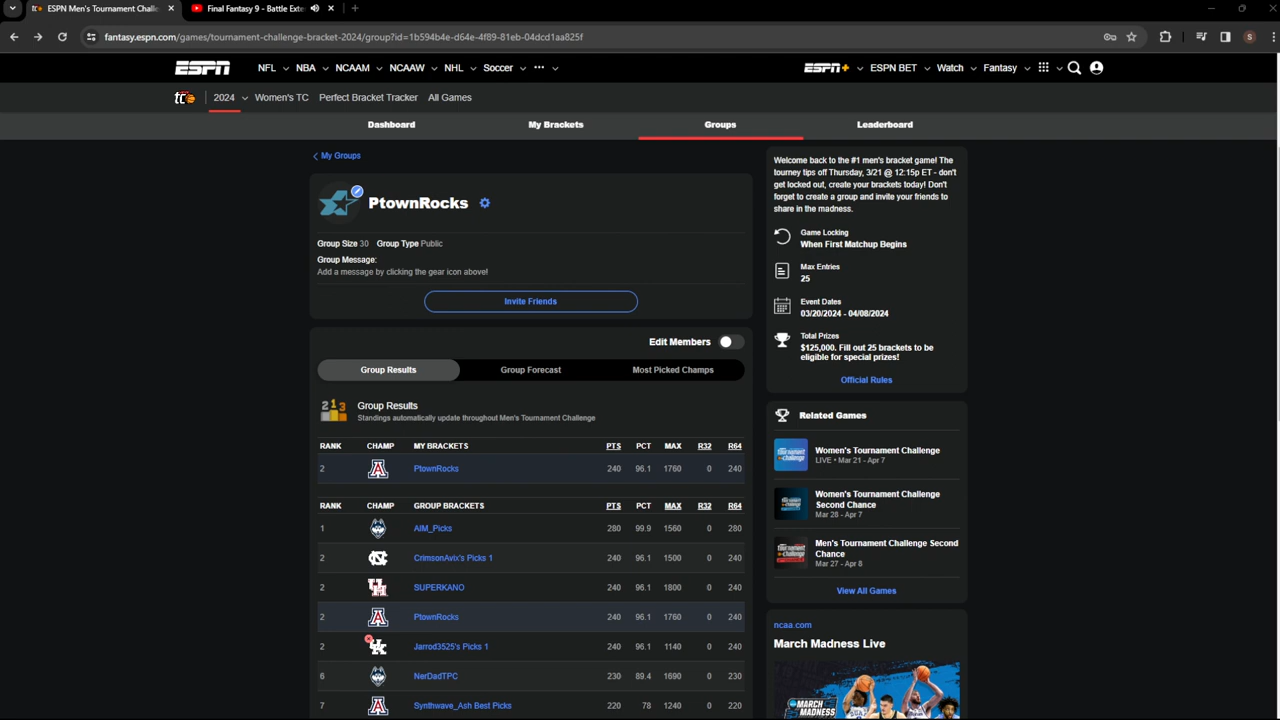 ESPN Men's Tournament Challe
Final Fantasy 9 - Battle Exte
fantasy.espn.com/games/tournament-challenge-bracket-2024/group?id=1b594b4e-d64e-4f89-81eb-04dcd1aa825f
S
ESPN
NFL
NBA
NCAAM
NCAAW
NHL
Soccer
ESPN+
ESPN BET
Watch
Fantasy
tc
2024
Women's TC
Perfect Bracket Tracker
All Games
Dashboard
My Brackets
Groups
Leaderboard
My Groups
PtownRocks
Group Size 30 Group Type Public
Group Message:
Add a message by clicking the gear icon above!
Invite Friends
Edit Members
Group Results
Group Forecast
Most Picked Champs
2 1 3
Group Results
Standings automatically update throughout Men's Tournament Challenge
RANK CHAMP MY BRACKETS PTS PCT MAX R32 R64
2 A PtownRocks 240 96.1 1760 0 240
RANK CHAMP GROUP BRACKETS PTS PCT MAX R32 R64
1 AIM_Picks 280 99.9 1560 0 280
2 NC CrimsonAvix's Picks 1 240 96.1 1500 0 240
2 UH SUPERKANO 240 96.1 1800 0 240
2 A PtownRocks 240 96.1 1760 0 240
2 UK Jarrod3525's Picks 1 240 96.1 1140 0 240
6 NerDadTPC 230 89.4 1690 0 230
7 A Synthwave_Ash Best Picks 220 78 1240 0 220
Welcome back to the #1 men's bracket game! The
tourney tips off Thursday, 3/21 @ 12:15p ET - don't
get locked out, create your brackets today! Don't
forget to create a group and invite your friends to
share in the madness.
Game Locking
When First Matchup Begins
Max Entries
25
Event Dates
03/20/2024 - 04/08/2024
Total Prizes
$125,000. Fill out 25 brackets to be
eligible for special prizes!
Official Rules
Related Games
Women's Tournament Challenge
LIVE • Mar 21 - Apr 7
Women's Tournament Challenge
Second Chance
Mar 28 - Apr 7
Men's Tournament Challenge Second
Chance
Mar 27 - Apr 8
View All Games
ncaa.com
March Madness Live
MARCH
MADNESS